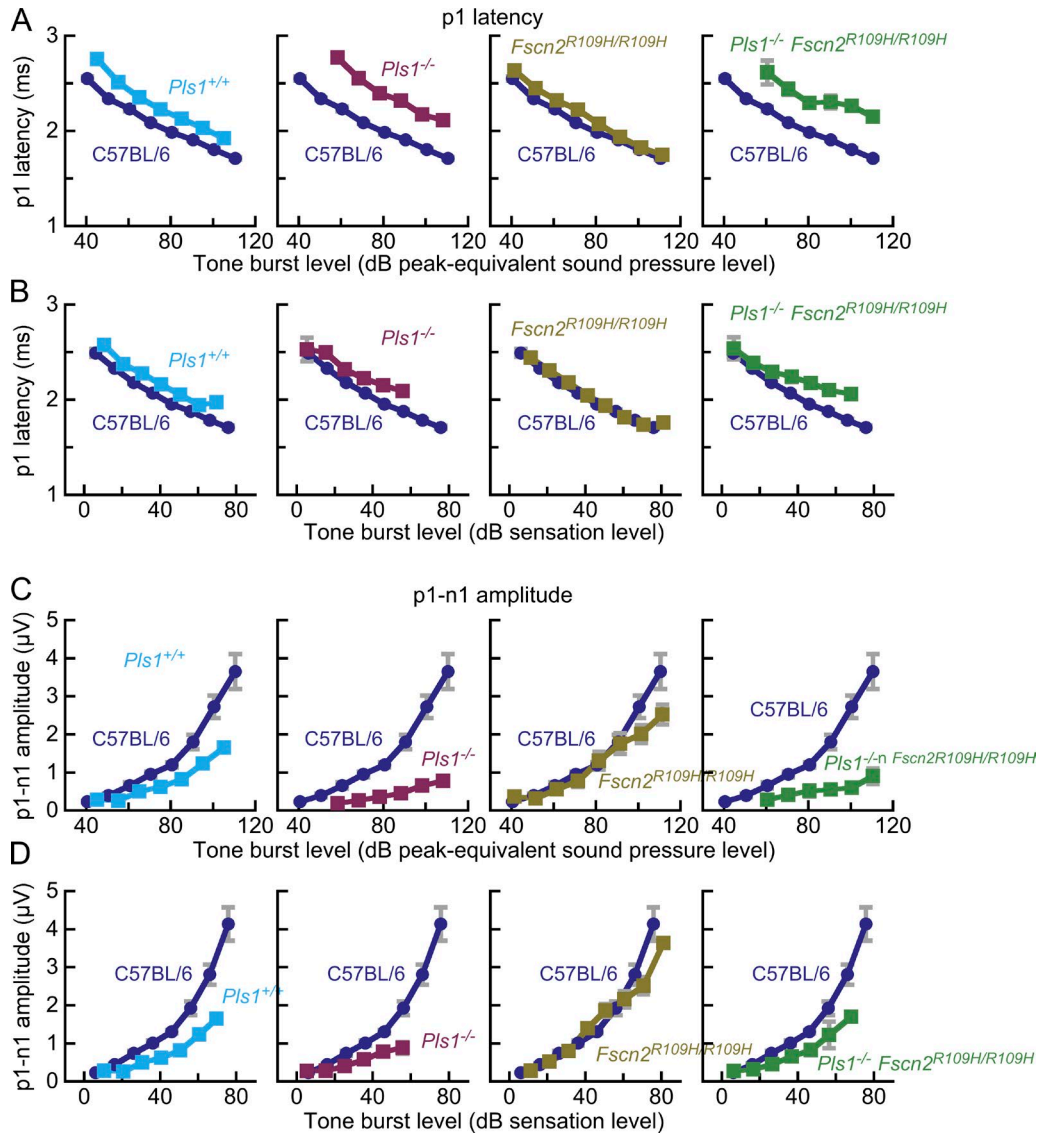 A
p1 latency
p1 latency (ms)
3
2
1
Pls1+/+
C57BL/6
Pls1-/-
C57BL/6
Fscn2R109H/R109H
C57BL/6
Pls1-/- Fscn2R109H/R109H
C57BL/6
40 80 120 40 80 120 40 80 120 40 80 120
Tone burst level (dB peak-equivalent sound pressure level)
B
p1 latency (ms)
3
2
1
Pls1+/+
C57BL/6
Pls1-/-
C57BL/6
Fscn2R109H/R109H
C57BL/6
Pls1-/- Fscn2R109H/R109H
C57BL/6
0 40 80 0 40 80 0 40 80 0 40 80
Tone burst level (dB sensation level)
C
p1-n1 amplitude
p1-n1 amplitude (µV)
5
4
3
2
1
0
Pls1+/+
C57BL/6
C57BL/6
Pls1-/-
C57BL/6
Fscn2R109H/R109H
C57BL/6
Pls1-/-n Fscn2R109H/R109H
40 80 120 40 80 120 40 80 120 40 80 120
Tone burst level (dB peak-equivalent sound pressure level)
D
p1-n1 amplitude (µV)
5
4
3
2
1
0
C57BL/6
Pls1+/+
C57BL/6
Pls1-/-
C57BL/6
Fscn2R109H/R109H
C57BL/6
Pls1-/- Fscn2R109H/R109H
0 40 80 0 40 80 0 40 80 0 40 80
Tone burst level (dB sensation level)